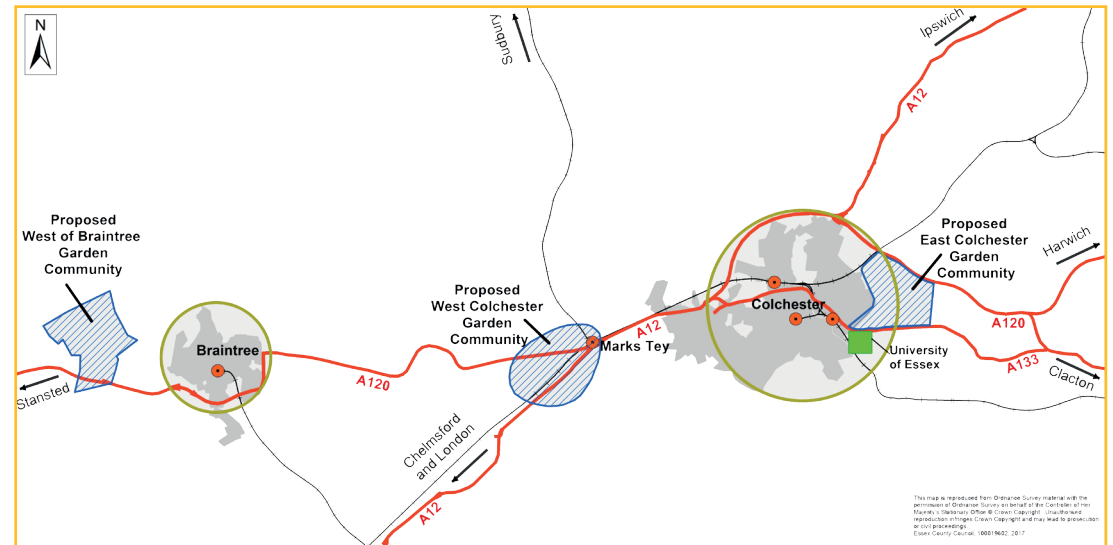 N
Sudbury
Ipswich
A12
Proposed
West of Braintree
Garden
Community
Proposed
East Colchester
Garden
Community
Harwich
Proposed
West Colchester
Garden
Community
Colchester
A12
A120
Braintree
Marks Tey
University
of Essex
A133
A120
Clacton
Stansted
Chelmsford
and London
A12
This map is reproduced from Ordnance Survey material with the
permission of Ordnance Survey on behalf of the Controller of Her
Majesty's Stationary Office © Crown Copyright. Unauthorised
reproduction infringes Crown Copyright and may lead to prosecution
or civil proceedings.
Essex County Council, 100019602, 2017